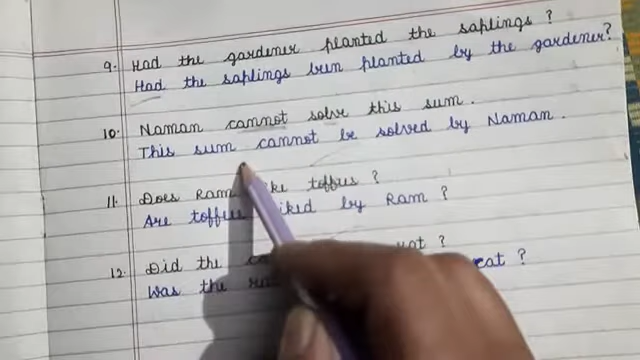 9. Had the gardener planted the saplings ?
Had the saplings been planted by the gardener?
10. Naman cannot solve this sum.
This sum cannot be solved by Naman.
11. Does Ram toffees ?
Are toffees by Ram ?
12. Did the ?
Was the cat ?